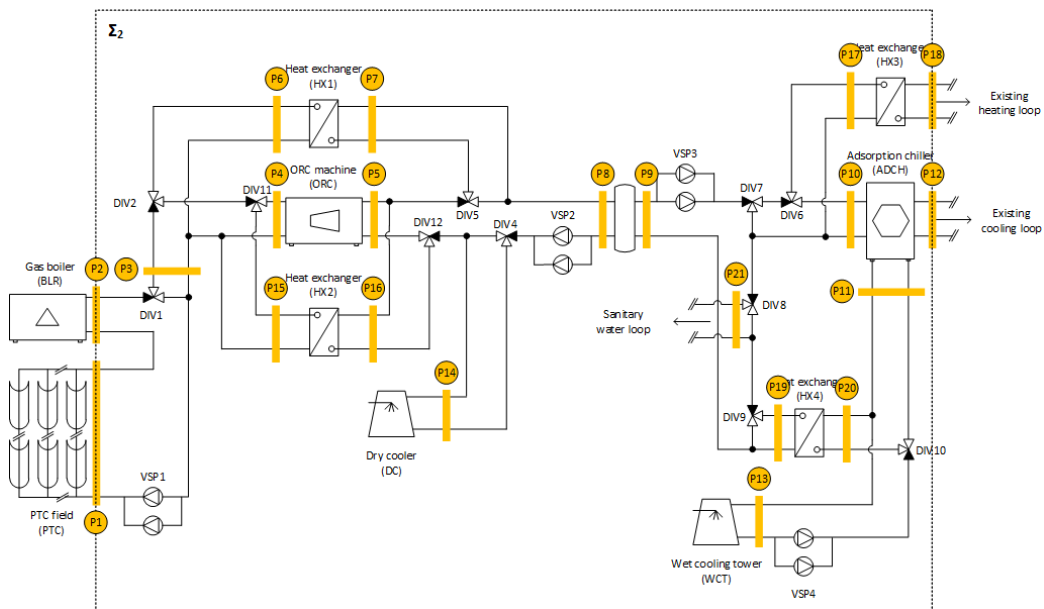 Σ₂
P6
P7
Heat exchanger
(HX1)
P17
P18
eat exchange
(HX3)
Existing
heating loop
VSP3
P4
P5
ORC machine
(ORC)
DIV2
DIV11
DIV5
P8
P9
DIV7
DIV6
P10
P12
Adsorption chiller
(ADCH)
Existing
cooling loop
DIV12
DIV4
VSP2
P2
P3
Gas boiler
(BLR)
DIV1
P15
P16
Heat exchanger
(HX2)
P21
DIV8
P11
Sanitary
water loop
P14
Dry cooler
(DC)
P19
P20
t exchang
(HX4)
DIV9
DIV10
VSP1
PTC field
(PTC)
P1
P13
Wet cooling tower
(WCT)
VSP4